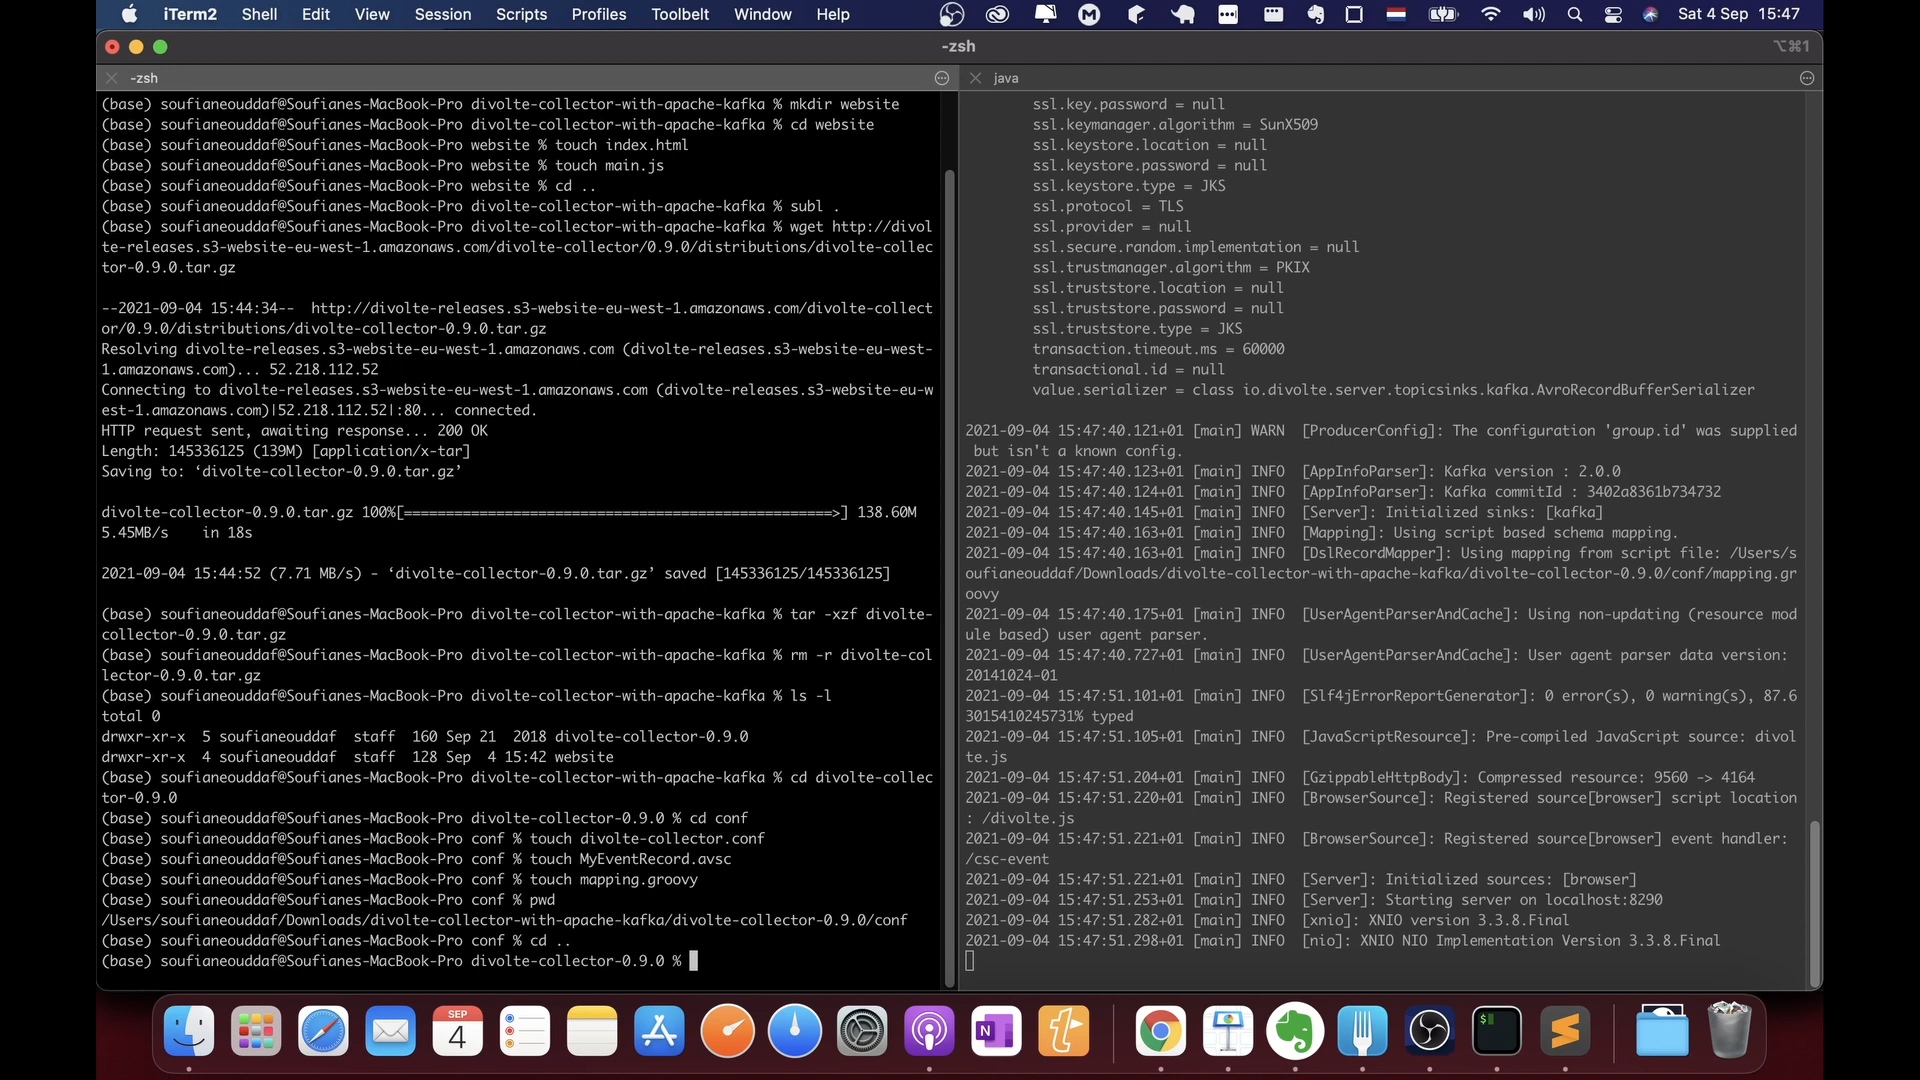 iTerm2 Shell Edit View Session Scripts Profiles Toolbelt Window Help Sat 4 Sep 15:47
-zsh
⌥⌘1
-zsh
java
(base) soufianeouddaf@Soufianes-MacBook-Pro divolte-collector-with-apache-kafka % mkdir website
(base) soufianeouddaf@Soufianes-MacBook-Pro divolte-collector-with-apache-kafka % cd website
(base) soufianeouddaf@Soufianes-MacBook-Pro website % touch index.html
(base) soufianeouddaf@Soufianes-MacBook-Pro website % touch main.js
(base) soufianeouddaf@Soufianes-MacBook-Pro website % cd ..
(base) soufianeouddaf@Soufianes-MacBook-Pro divolte-collector-with-apache-kafka % subl .
(base) soufianeouddaf@Soufianes-MacBook-Pro divolte-collector-with-apache-kafka % wget http://divol
te-releases.s3-website-eu-west-1.amazonaws.com/divolte-collector/0.9.0/distributions/divolte-collec
tor-0.9.0.tar.gz
--2021-09-04 15:44:34--  http://divolte-releases.s3-website-eu-west-1.amazonaws.com/divolte-collect
or/0.9.0/distributions/divolte-collector-0.9.0.tar.gz
Resolving divolte-releases.s3-website-eu-west-1.amazonaws.com (divolte-releases.s3-website-eu-west-
1.amazonaws.com)... 52.218.112.52
Connecting to divolte-releases.s3-website-eu-west-1.amazonaws.com (divolte-releases.s3-website-eu-w
est-1.amazonaws.com)|52.218.112.52|:80... connected.
HTTP request sent, awaiting response... 200 OK
Length: 145336125 (139M) [application/x-tar]
Saving to: ‘divolte-collector-0.9.0.tar.gz’
divolte-collector-0.9.0.tar.gz 100%[===================================================>] 138.60M
5.45MB/s    in 18s
2021-09-04 15:44:52 (7.71 MB/s) - ‘divolte-collector-0.9.0.tar.gz’ saved [145336125/145336125]
(base) soufianeouddaf@Soufianes-MacBook-Pro divolte-collector-with-apache-kafka % tar -xzf divolte-
collector-0.9.0.tar.gz
(base) soufianeouddaf@Soufianes-MacBook-Pro divolte-collector-with-apache-kafka % rm -r divolte-col
lector-0.9.0.tar.gz
(base) soufianeouddaf@Soufianes-MacBook-Pro divolte-collector-with-apache-kafka % ls -l
total 0
drwxr-xr-x  5 soufianeouddaf  staff  160 Sep 21  2018 divolte-collector-0.9.0
drwxr-xr-x  4 soufianeouddaf  staff  128 Sep  4 15:42 website
(base) soufianeouddaf@Soufianes-MacBook-Pro divolte-collector-with-apache-kafka % cd divolte-collec
tor-0.9.0
(base) soufianeouddaf@Soufianes-MacBook-Pro divolte-collector-0.9.0 % cd conf
(base) soufianeouddaf@Soufianes-MacBook-Pro conf % touch divolte-collector.conf
(base) soufianeouddaf@Soufianes-MacBook-Pro conf % touch MyEventRecord.avsc
(base) soufianeouddaf@Soufianes-MacBook-Pro conf % touch mapping.groovy
(base) soufianeouddaf@Soufianes-MacBook-Pro conf % pwd
/Users/soufianeouddaf/Downloads/divolte-collector-with-apache-kafka/divolte-collector-0.9.0/conf
(base) soufianeouddaf@Soufianes-MacBook-Pro conf % cd ..
(base) soufianeouddaf@Soufianes-MacBook-Pro divolte-collector-0.9.0 %
ssl.key.password = null
ssl.keymanager.algorithm = SunX509
ssl.keystore.location = null
ssl.keystore.password = null
ssl.keystore.type = JKS
ssl.protocol = TLS
ssl.provider = null
ssl.secure.random.implementation = null
ssl.trustmanager.algorithm = PKIX
ssl.truststore.location = null
ssl.truststore.password = null
ssl.truststore.type = JKS
transaction.timeout.ms = 60000
transactional.id = null
value.serializer = class io.divolte.server.topicsinks.kafka.AvroRecordBufferSerializer
2021-09-04 15:47:40.121+01 [main] WARN  [ProducerConfig]: The configuration 'group.id' was supplied
but isn't a known config.
2021-09-04 15:47:40.123+01 [main] INFO  [AppInfoParser]: Kafka version : 2.0.0
2021-09-04 15:47:40.124+01 [main] INFO  [AppInfoParser]: Kafka commitId : 3402a8361b734732
2021-09-04 15:47:40.145+01 [main] INFO  [Server]: Initialized sinks: [kafka]
2021-09-04 15:47:40.163+01 [main] INFO  [Mapping]: Using script based schema mapping.
2021-09-04 15:47:40.163+01 [main] INFO  [DslRecordMapper]: Using mapping from script file: /Users/s
oufianeouddaf/Downloads/divolte-collector-with-apache-kafka/divolte-collector-0.9.0/conf/mapping.gr
oovy
2021-09-04 15:47:40.175+01 [main] INFO  [UserAgentParserAndCache]: Using non-updating (resource mod
ule based) user agent parser.
2021-09-04 15:47:40.727+01 [main] INFO  [UserAgentParserAndCache]: User agent parser data version:
20141024-01
2021-09-04 15:47:51.101+01 [main] INFO  [Slf4jErrorReportGenerator]: 0 error(s), 0 warning(s), 87.6
3015410245731% typed
2021-09-04 15:47:51.105+01 [main] INFO  [JavaScriptResource]: Pre-compiled JavaScript source: divol
te.js
2021-09-04 15:47:51.204+01 [main] INFO  [GzippableHttpBody]: Compressed resource: 9560 -> 4164
2021-09-04 15:47:51.220+01 [main] INFO  [BrowserSource]: Registered source[browser] script location
: /divolte.js
2021-09-04 15:47:51.221+01 [main] INFO  [BrowserSource]: Registered source[browser] event handler:
/csc-event
2021-09-04 15:47:51.221+01 [main] INFO  [Server]: Initialized sources: [browser]
2021-09-04 15:47:51.253+01 [main] INFO  [Server]: Starting server on localhost:8290
2021-09-04 15:47:51.282+01 [main] INFO  [xnio]: XNIO version 3.3.8.Final
2021-09-04 15:47:51.298+01 [main] INFO  [nio]: XNIO NIO Implementation Version 3.3.8.Final
SEP
4
N
$